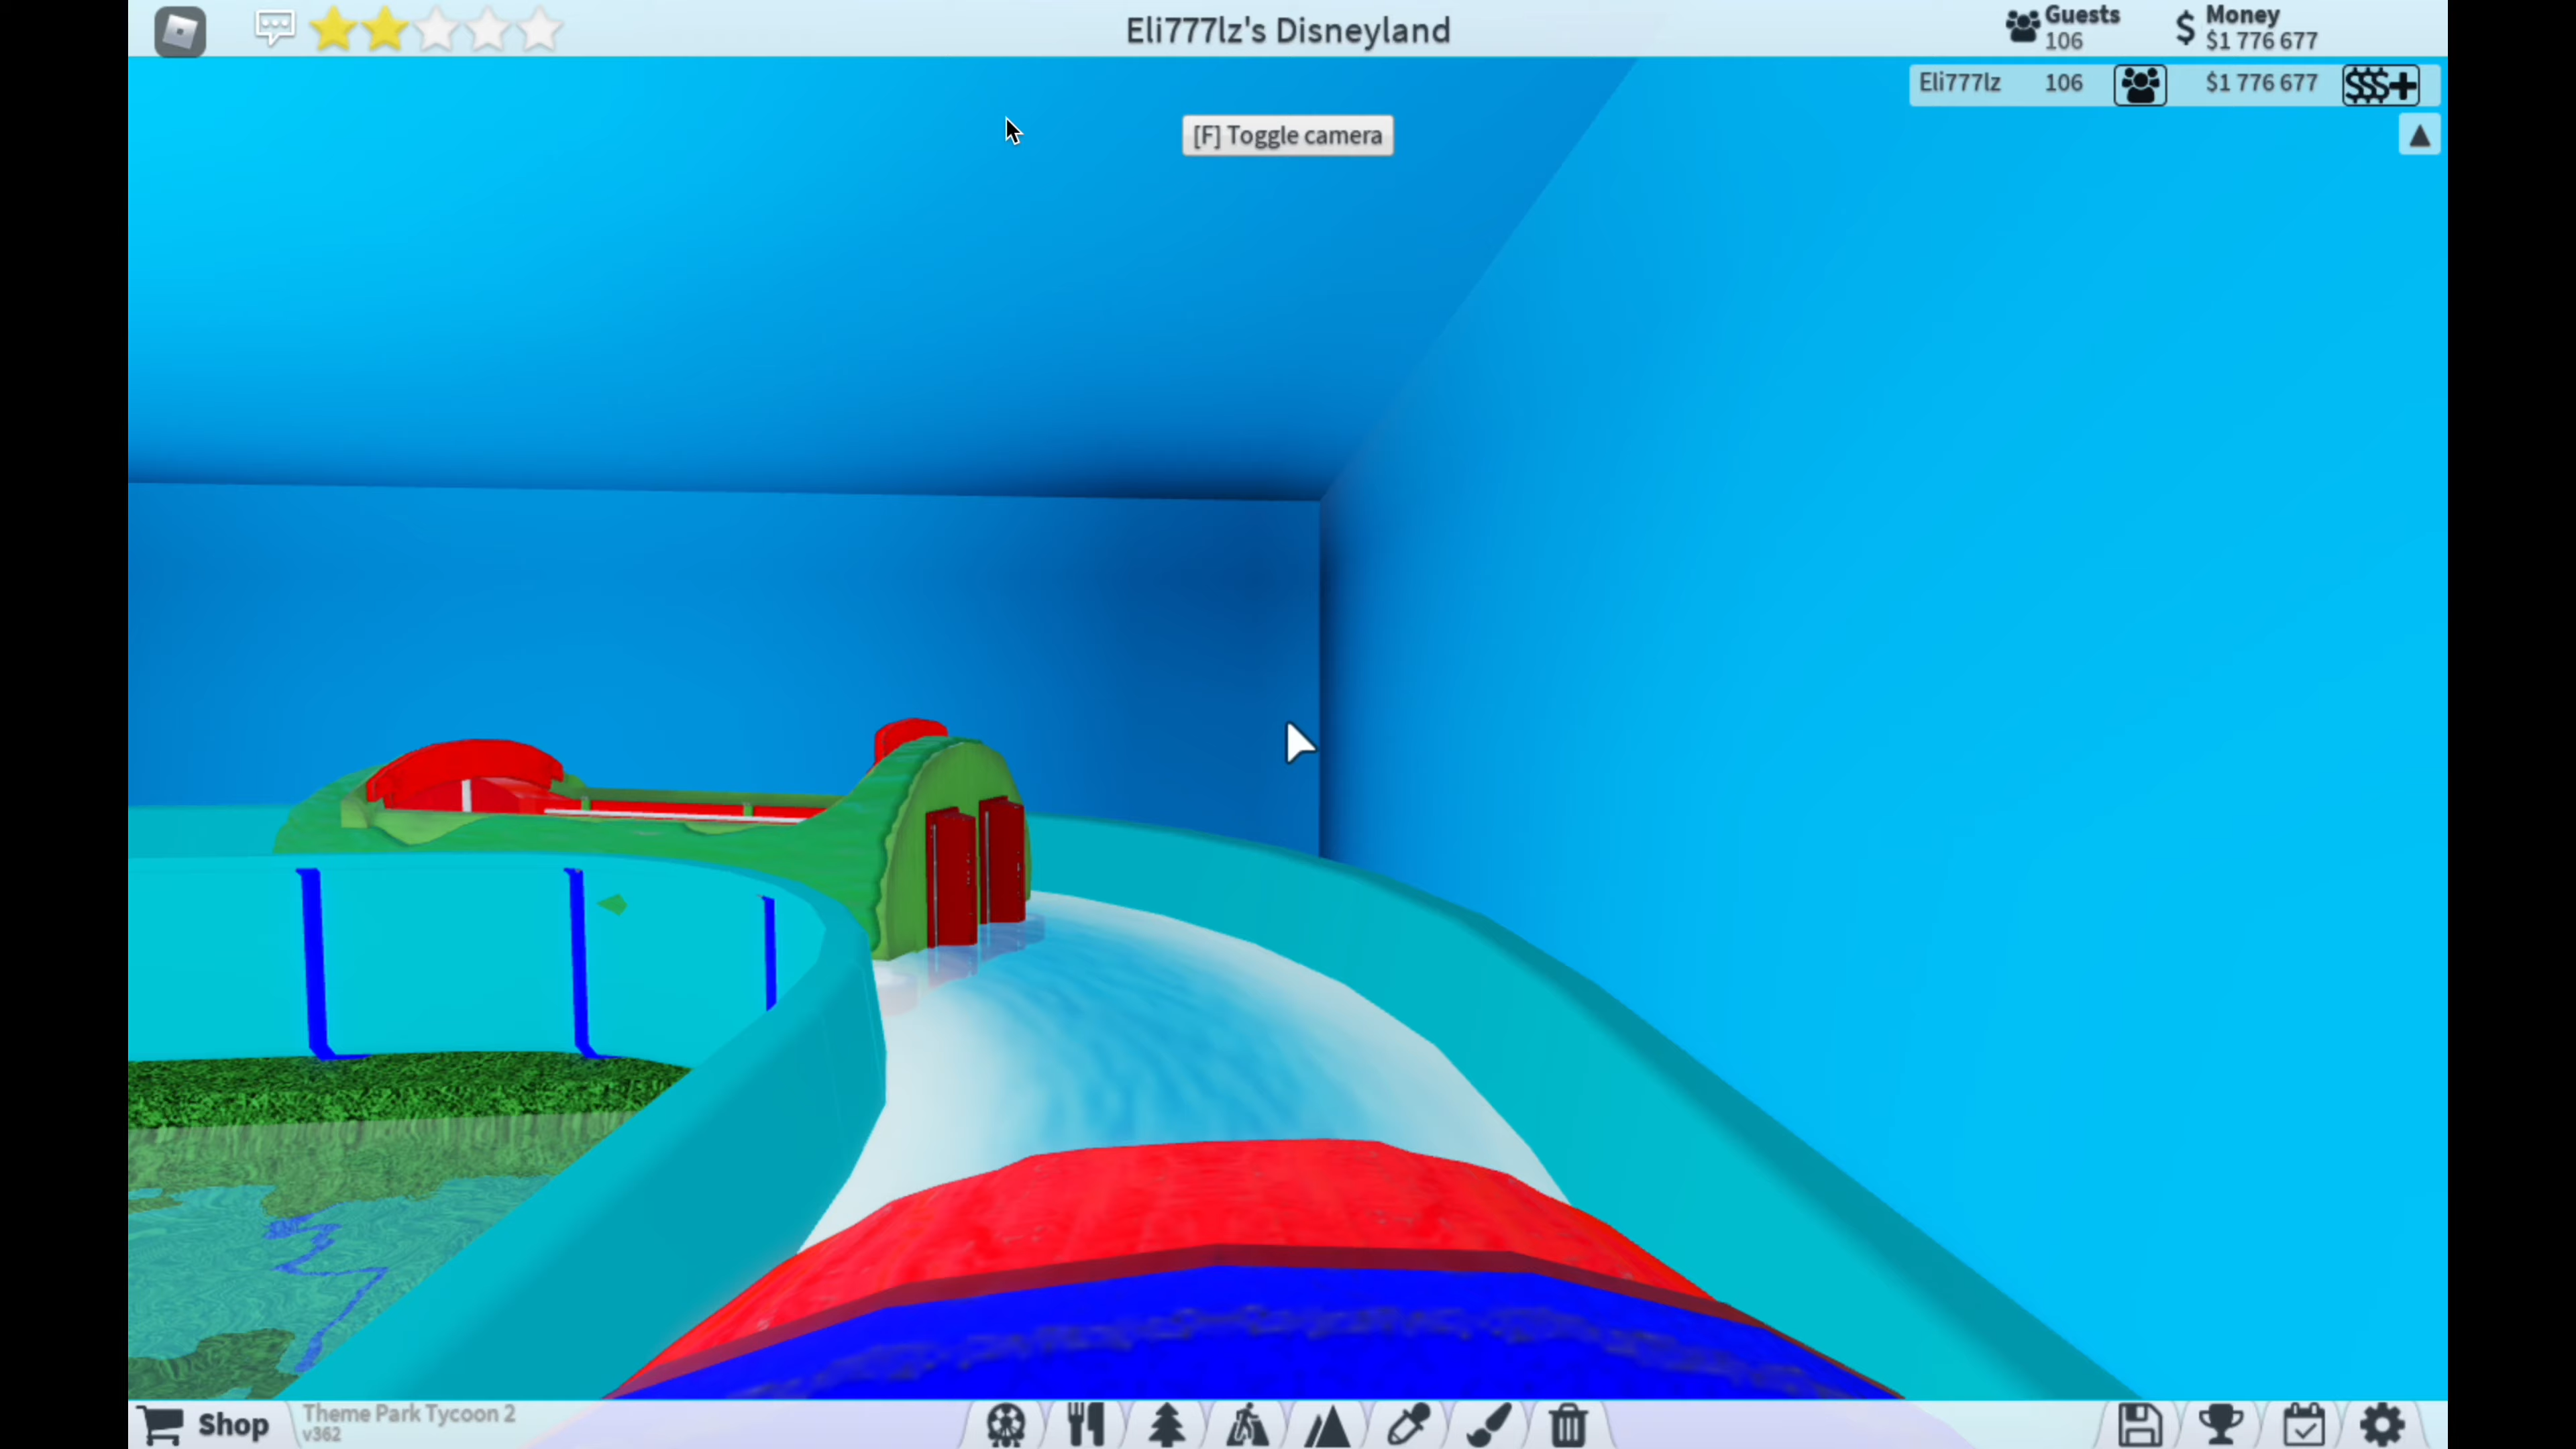 Eli777lz's Disneyland
Guests
106
$ Money
$1 776 677
Eli777lz 106 $1 776 677 $$$+
[F] Toggle camera
Shop
Theme Park Tycoon 2
v362